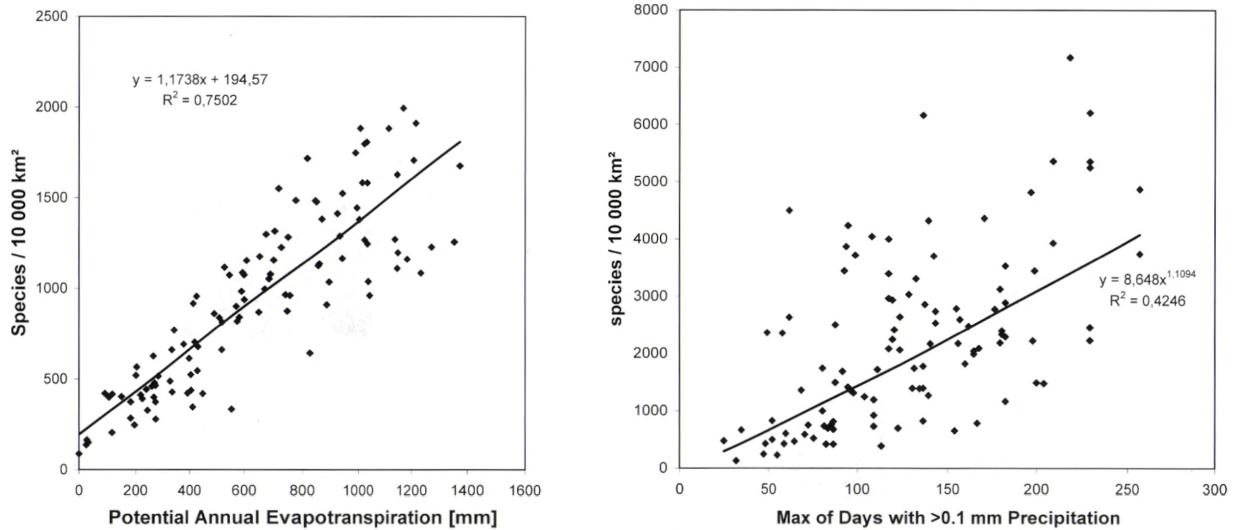 2500
2000
1500
1000
500
0
Species / 10 000 km²
y = 1,1738x + 194,57
R² = 0,7502
0 200 400 600 800 1000 1200 1400 1600
Potential Annual Evapotranspiration [mm]
8000
7000
6000
5000
4000
3000
2000
1000
0
species / 10 000 km²
y = 8,648x^1,1094
R² = 0,4246
0 50 100 150 200 250 300
Max of Days with >0.1 mm Precipitation